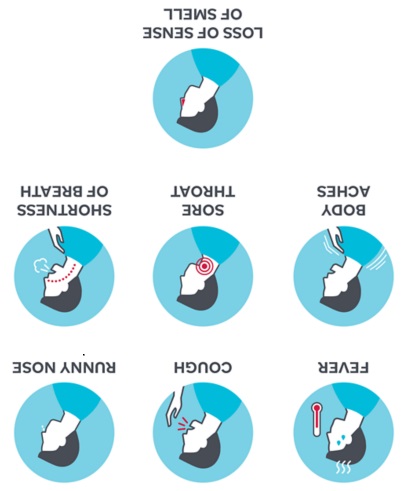 FEVER
COUGH
RUNNY NOSE
BODY
ACHES
SORE
THROAT
SHORTNESS
OF BREATH
LOSS OF SENSE
OF SMELL